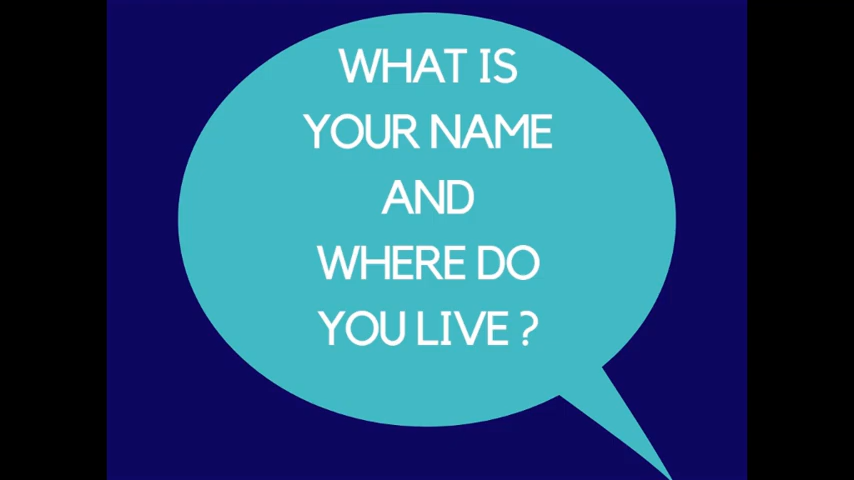 WHAT IS
YOUR NAME
AND
WHERE DO
YOU LIVE ?